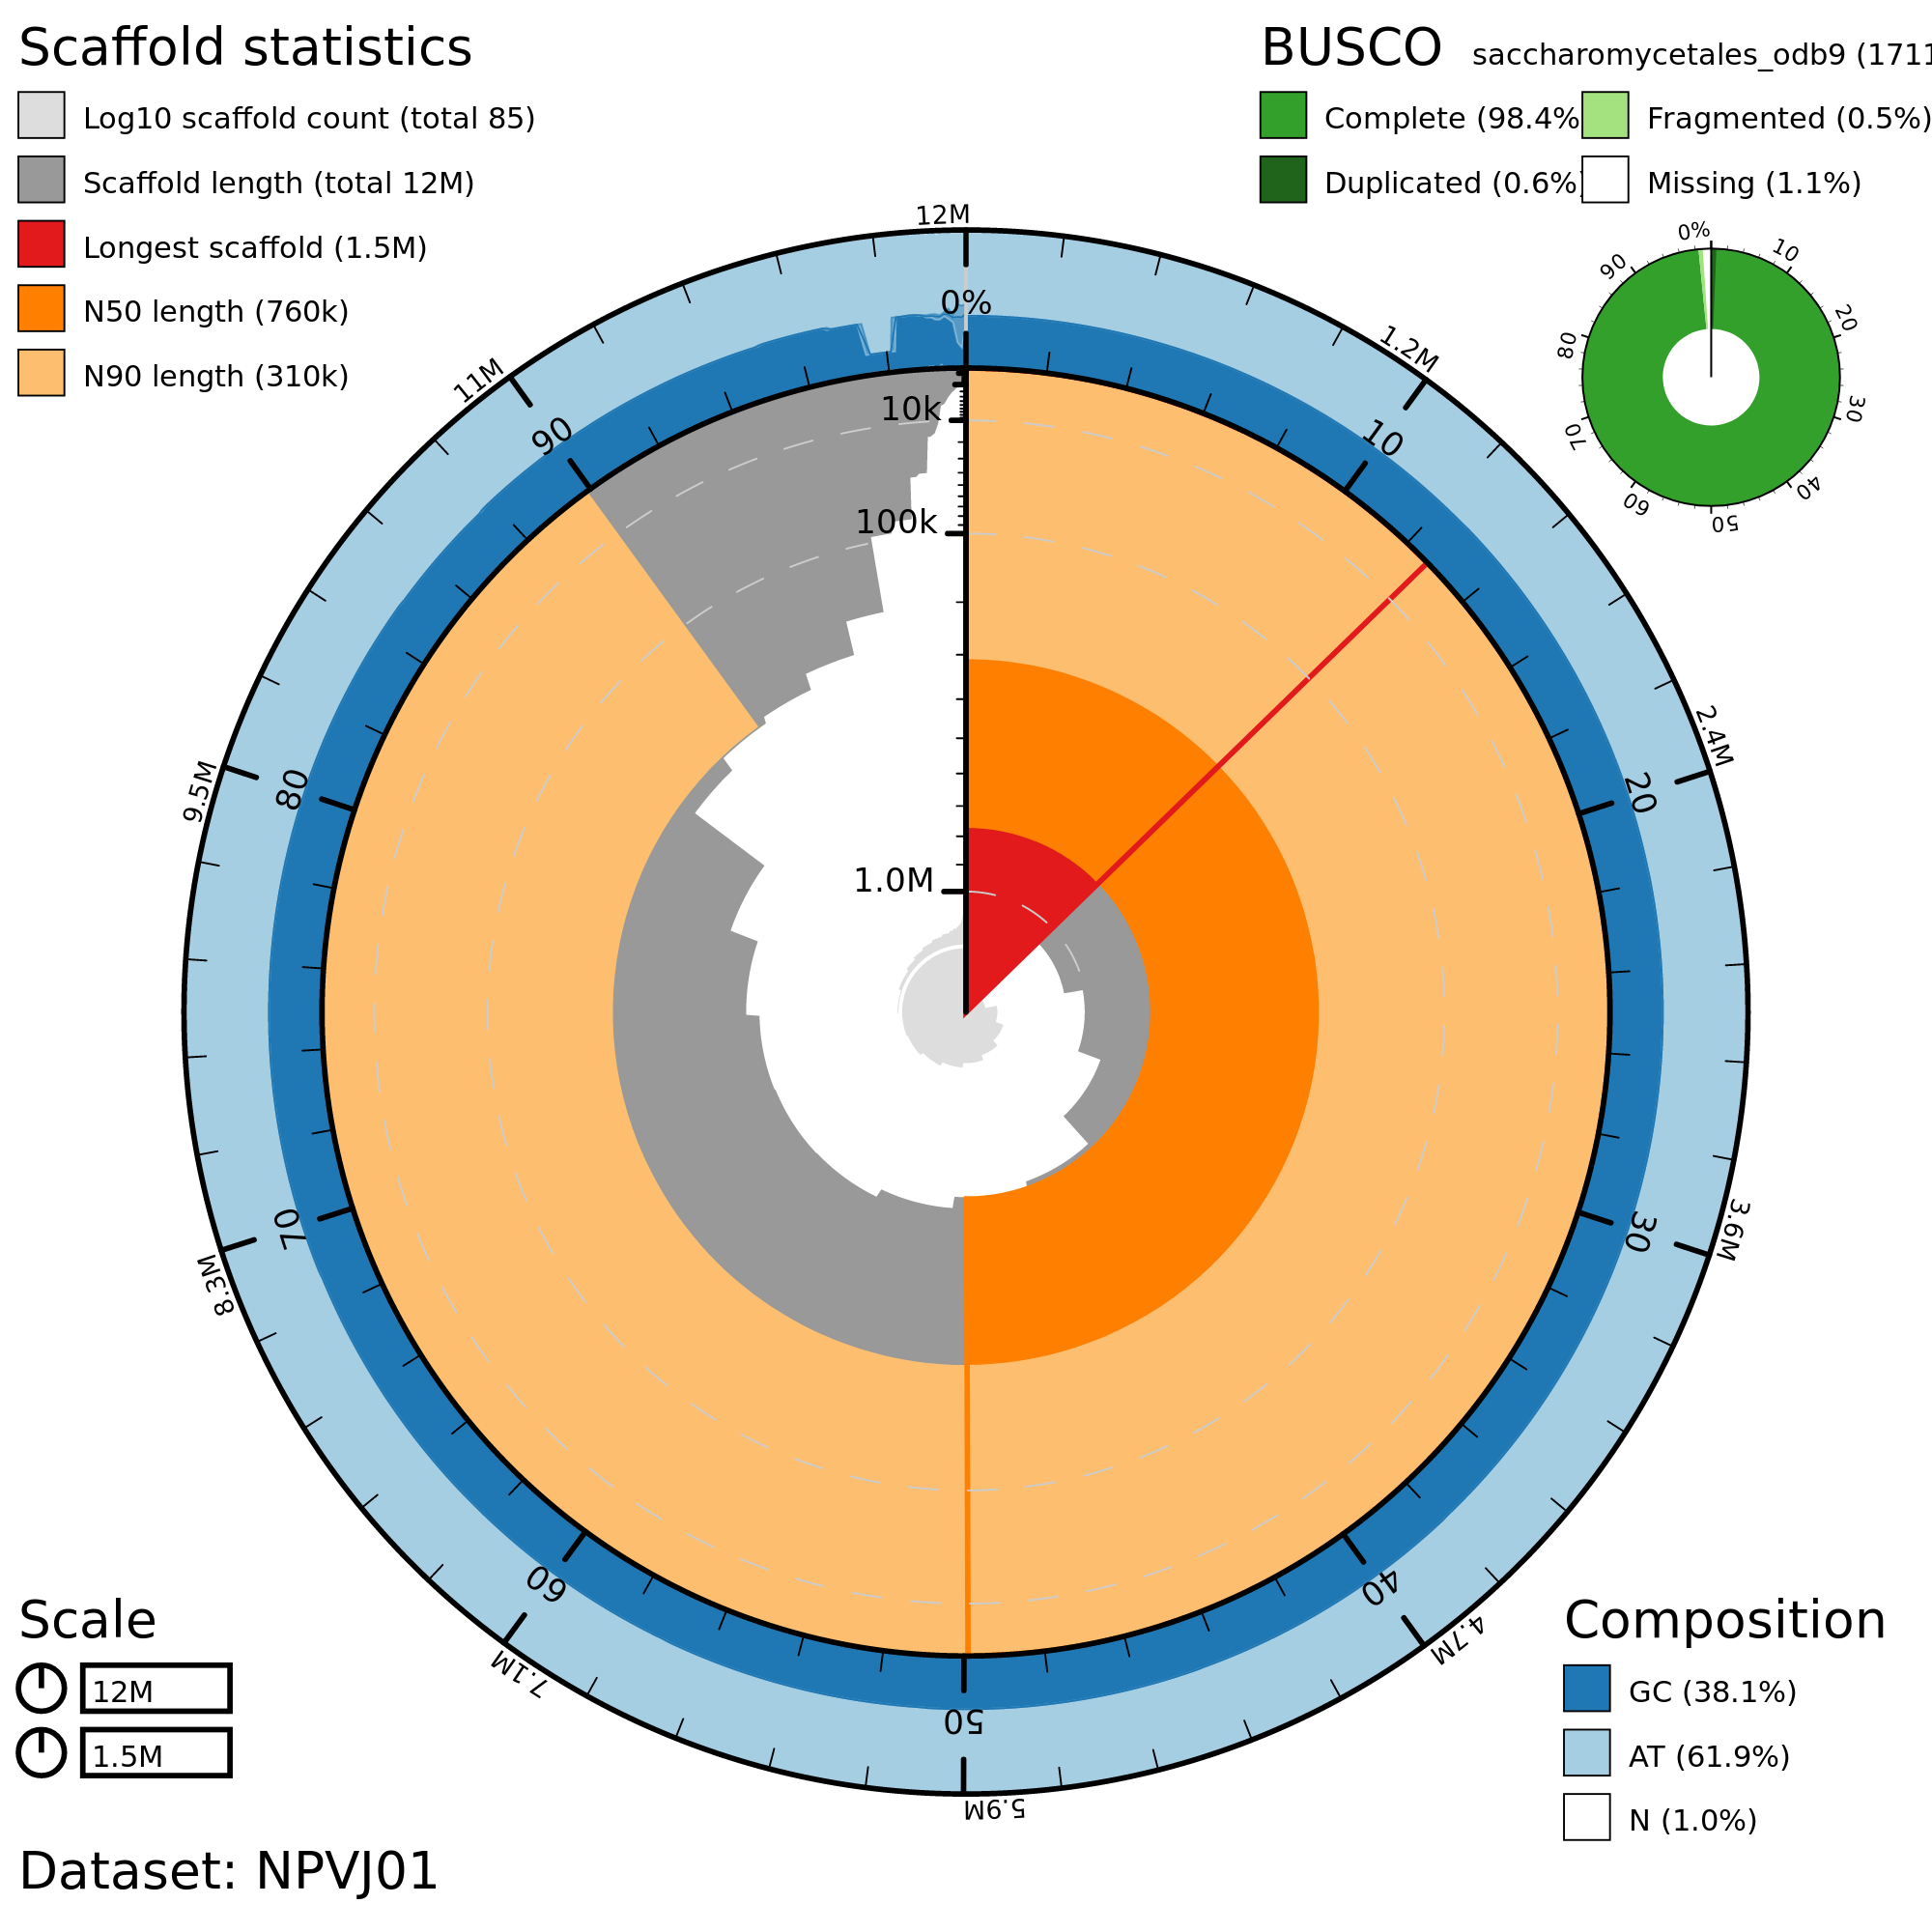 Scaffold statistics
Log10 scaffold count (total 85)
Scaffold length (total 12M)
Longest scaffold (1.5M)
N50 length (760k)
N90 length (310k)
BUSCO saccharomycetales_odb9 (1711
Complete (98.4%
Fragmented (0.5%)
Duplicated (0.6%)
Missing (1.1%)
0%
10
20
30
40
50
60
70
80
90
12M
1.2M
2.4M
3.6M
4.7M
5.9M
7.1M
8.3M
9.5M
11M
0%
10
20
30
40
50
60
70
80
90
10k
100k
1.0M
Scale
12M
1.5M
Composition
GC (38.1%)
AT (61.9%)
N (1.0%)
Dataset: NPVJ01